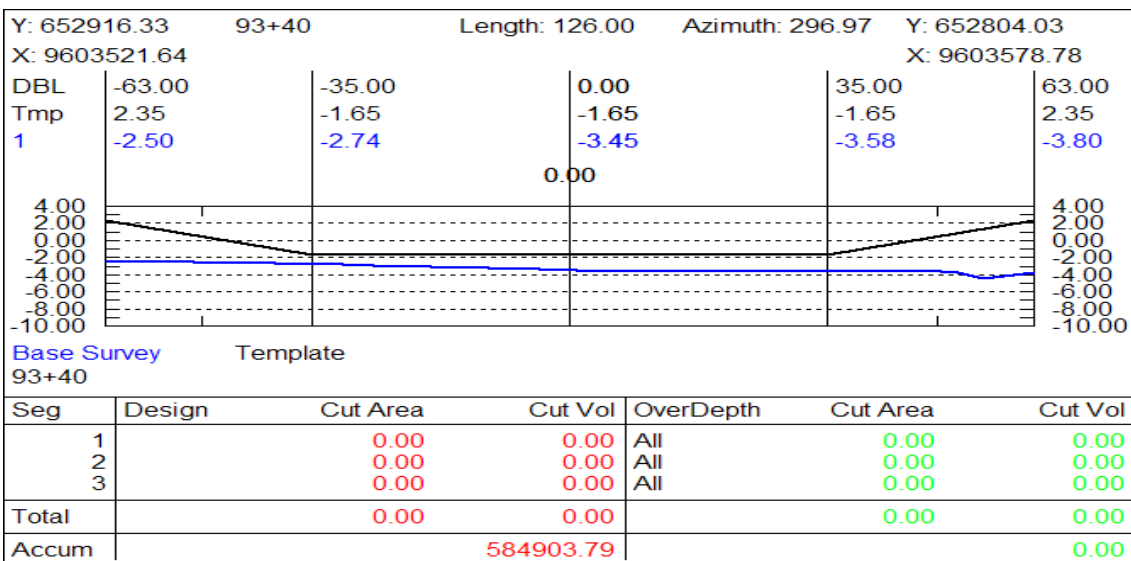 Y: 652916.33 93+40 Length: 126.00 Azimuth: 296.97 Y: 652804.03
X: 9603521.64 X: 9603578.78
DBL -63.00 -35.00 0.00 35.00 63.00
Tmp 2.35 -1.65 -1.65 -1.65 2.35
1 -2.50 -2.74 -3.45 -3.58 -3.80
0.00
4.00 4.00
2.00 2.00
0.00 0.00
-2.00 -2.00
-4.00 -4.00
-6.00 -6.00
-8.00 -8.00
-10.00 -10.00
Base Survey Template
93+40
Seg Design Cut Area Cut Vol OverDepth Cut Area Cut Vol
1 0.00 0.00 All 0.00 0.00
2 0.00 0.00 All 0.00 0.00
3 0.00 0.00 All 0.00 0.00
Total 0.00 0.00 0.00 0.00
Accum 584903.79 0.00